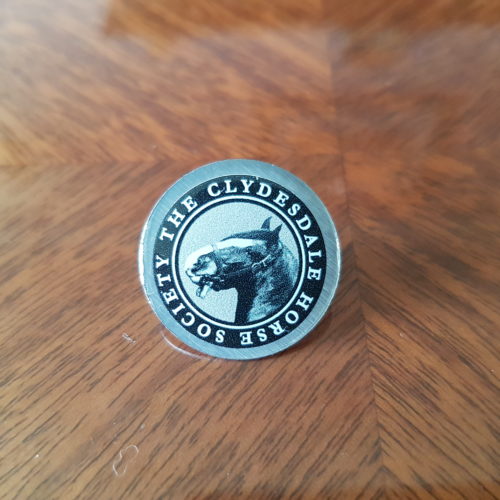 THE CLYDESDALE HORSE SOCIETY